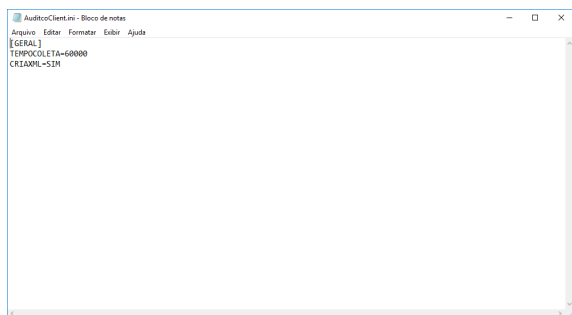 AuditcoClient.ini - Bloco de notas
Arquivo Editar Formatar Exibir Ajuda
[GERAL]
TEMPOCOLETA=60000
CRIAXML=SIM